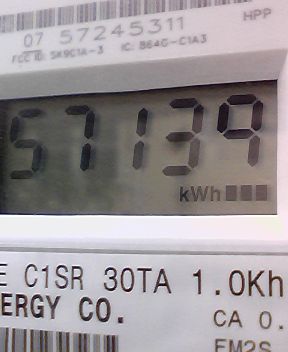 HPP
07 57245311
FCC ID: SK9C1A-3 IC: 864G-C1A3
57139
kWh
E C1SR 30TA 1.0Kh
ERGY CO.
CA 0.
FM2S